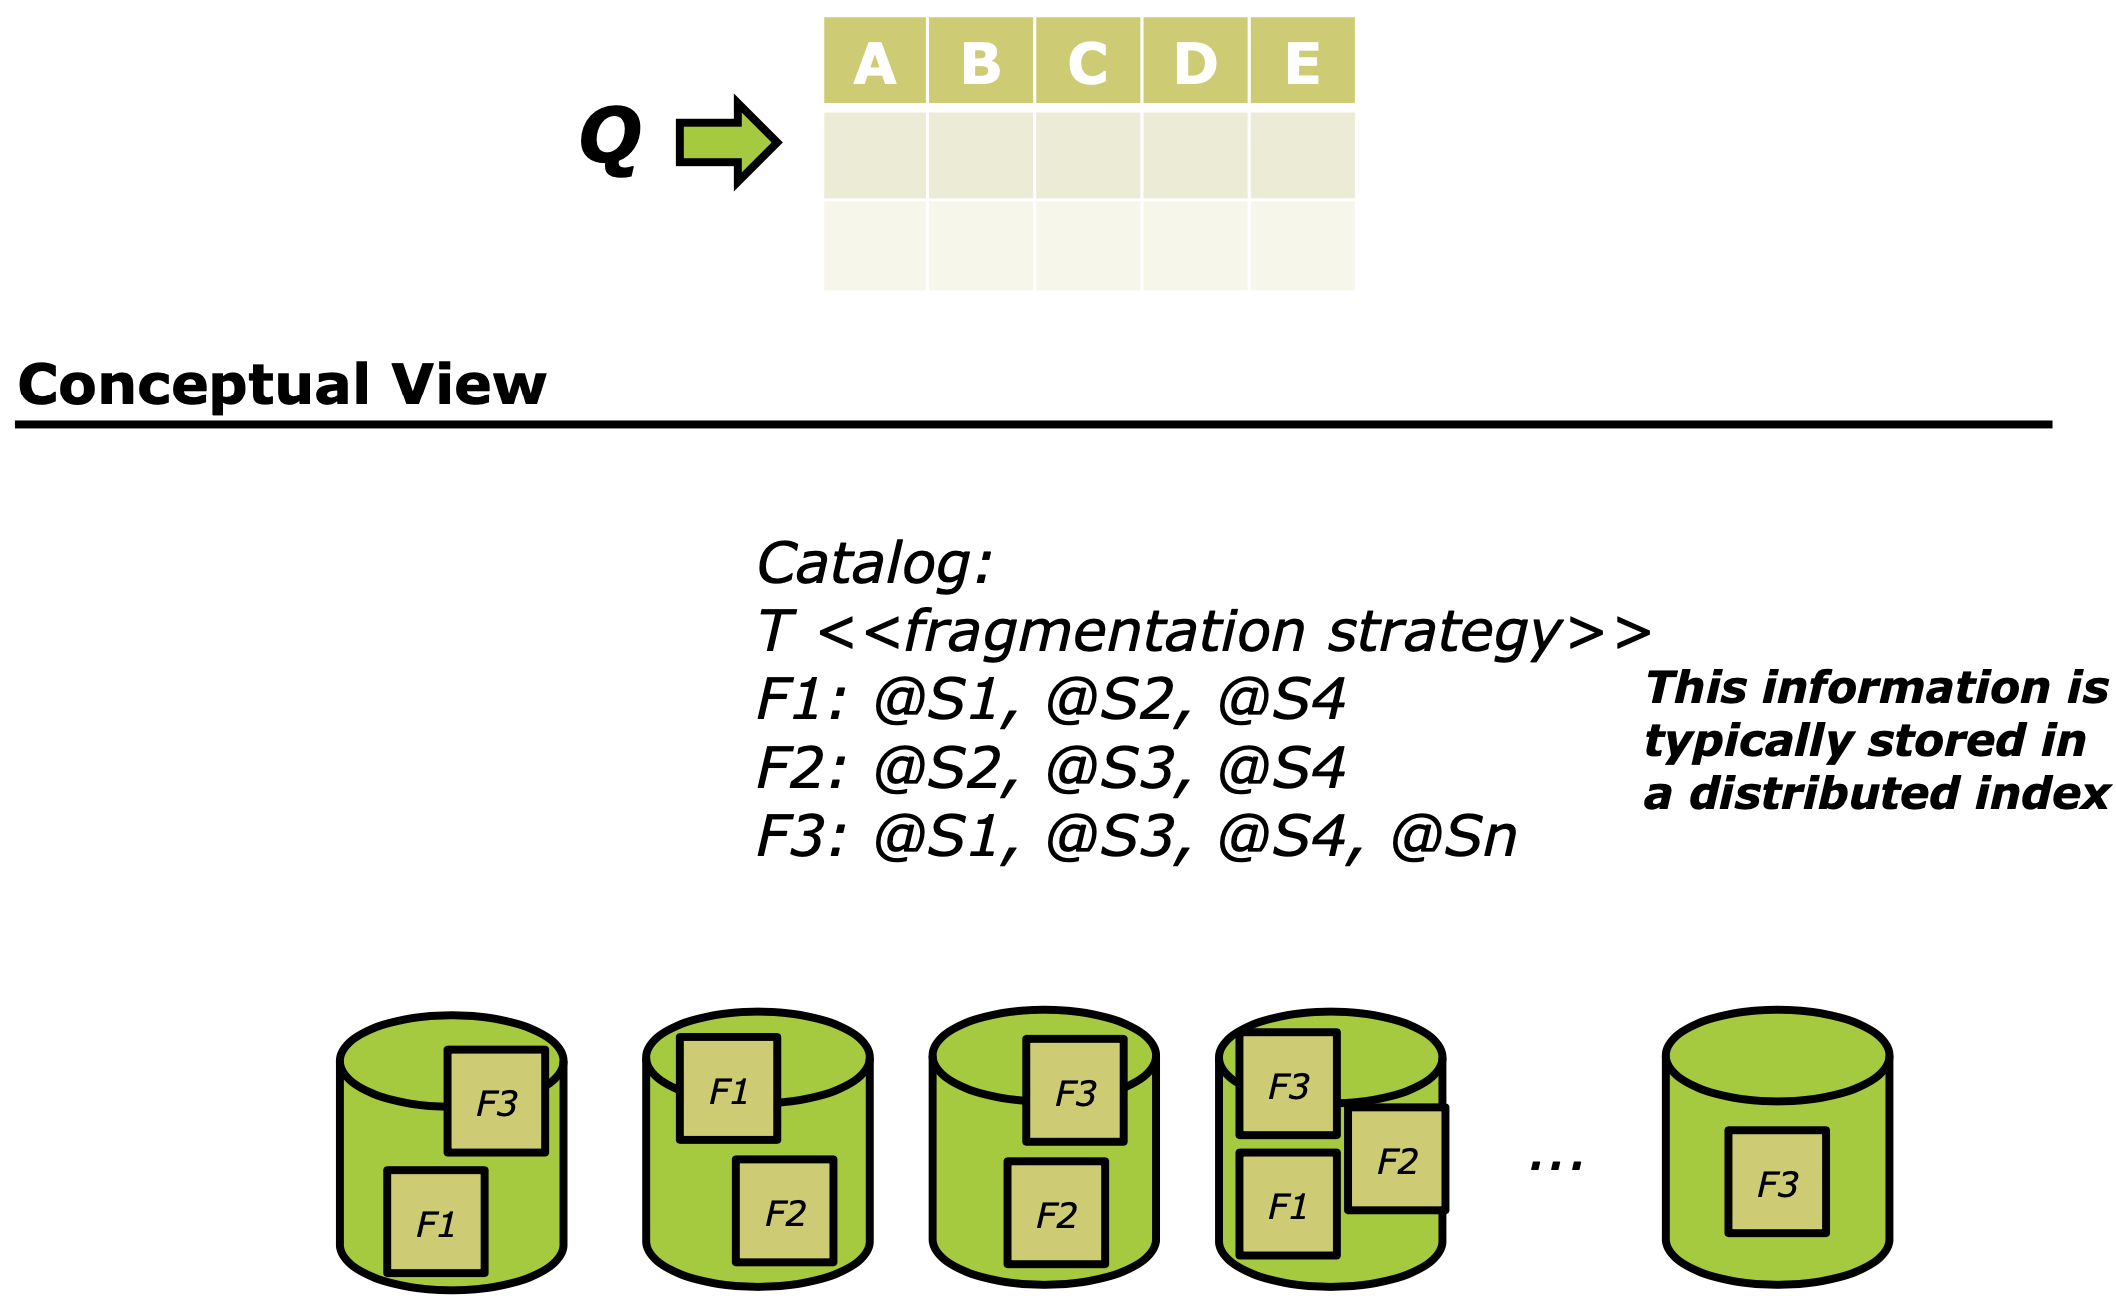 A B C D E
Q
Conceptual View
Catalog:
T <<fragmentation strategy>>
F1: @S1, @S2, @S4
F2: @S2, @S3, @S4
F3: @S1, @S3, @S4, @Sn
This information is
typically stored in
a distributed index
F3
F1
F1
F2
F3
F2
F3
F2
F1
...
F3